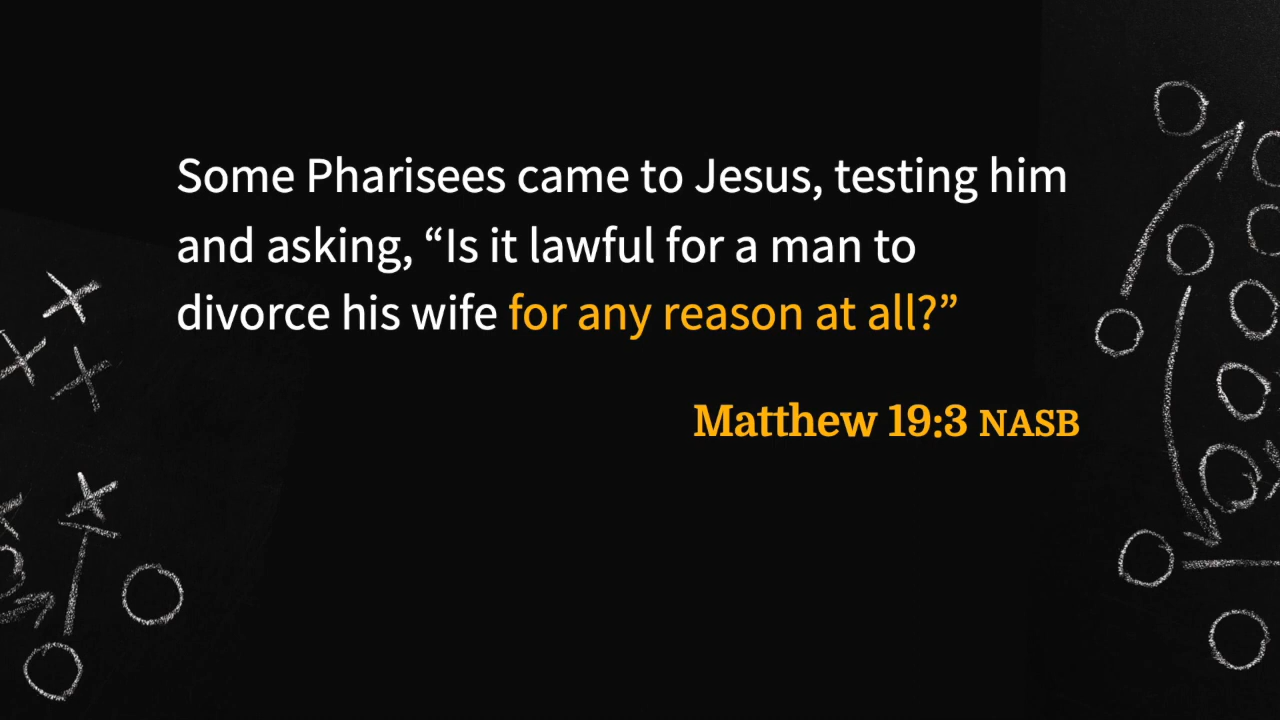 Some Pharisees came to Jesus, testing him
and asking, “Is it lawful for a man to
divorce his wife for any reason at all?”
Matthew 19:3 NASB